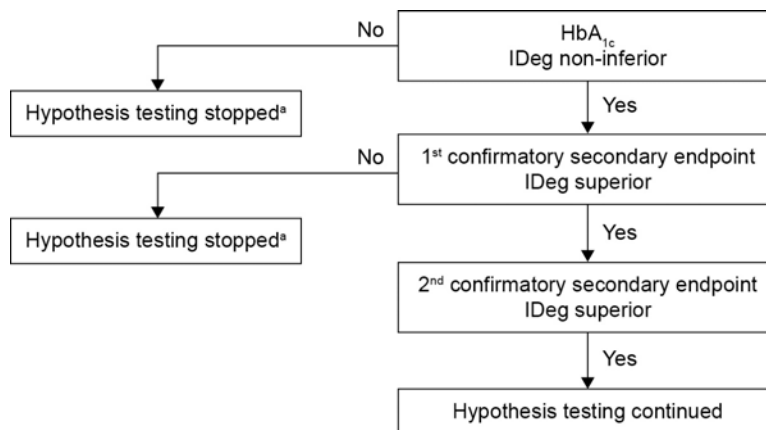 No
HbA1c
IDeg non-inferior
Yes
Hypothesis testing stoppedᵃ
No
1ˢᵗ confirmatory secondary endpoint
IDeg superior
Yes
Hypothesis testing stoppedᵃ
2ⁿᵈ confirmatory secondary endpoint
IDeg superior
Yes
Hypothesis testing continued